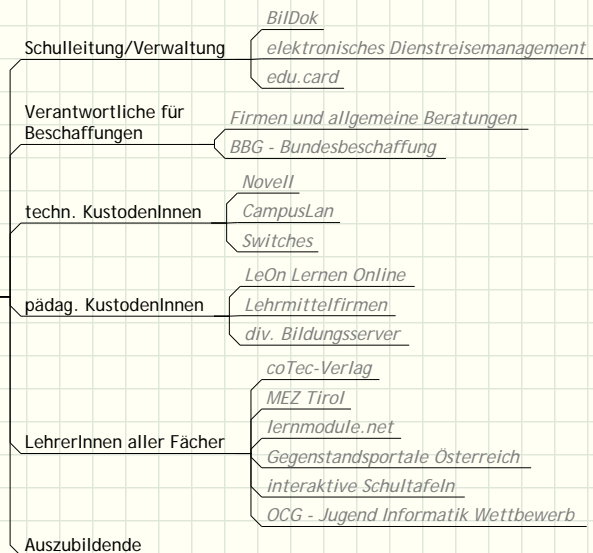 Schulleitung/Verwaltung
BilDok
elektronisches Dienstreisemanagement
edu.card
Verantwortliche für
Beschaffungen
Firmen und allgemeine Beratungen
BBG - Bundesbeschaffung
techn. KustodenInnen
Novell
CampusLan
Switches
pädag. KustodenInnen
LeOn Lernen Online
Lehrmittelfirmen
div. Bildungsserver
LehrerInnen aller Fächer
coTec-Verlag
MEZ Tirol
lernmodule.net
Gegenstandsportale Österreich
interaktive Schultafeln
OCG - Jugend Informatik Wettbewerb
Auszubildende